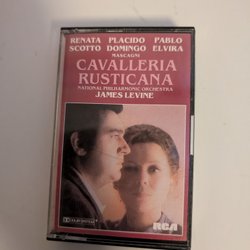 RENATA PLACIDO PABLO
SCOTTO DOMINGO ELVIRA
MASCAGNI
CAVALLERIA
RUSTICANA
NATIONAL PHILHARMONIC ORCHESTRA
JAMES LEVINE
RCA